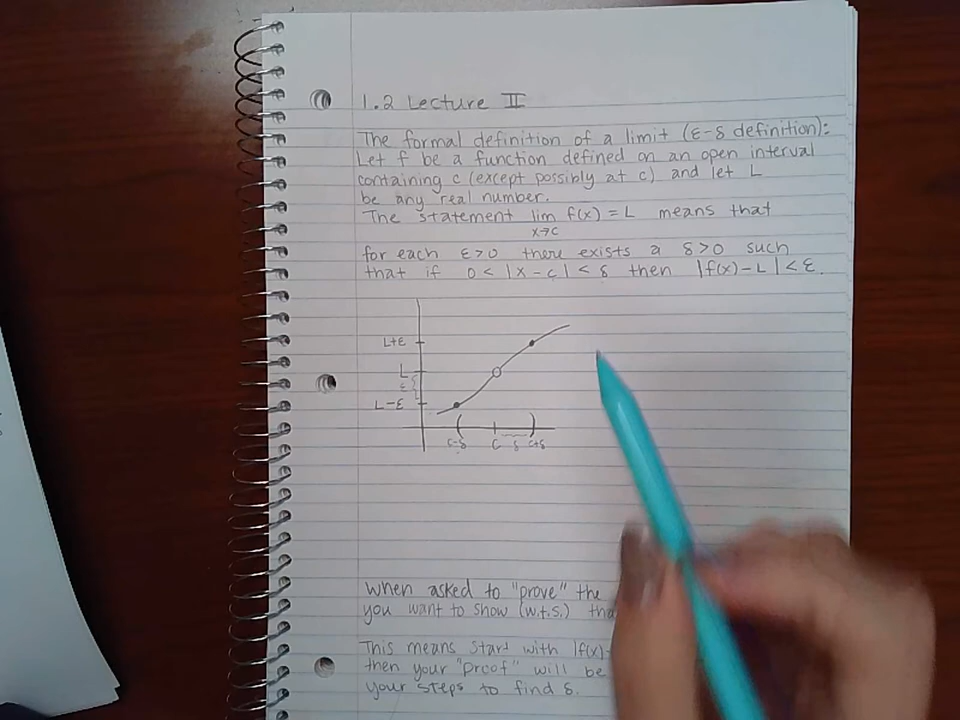 1.2 Lecture II
The formal definition of a limit (ε-δ definition):
Let f be a function defined on an open interval
containing c (except possibly at c) and let L
be any real number.
The statement lim f(x) = L means that
x→c
for each ε>0 there exists a δ>0 such
that if 0 < |x - c| < δ then |f(x) - L| < ε.
L+ε
L
ε
L-ε
c-δ c δ c+δ
When asked to "prove" the
you want to show (w.t.s.)
This means start with |f(x)-
then your "proof" will be
your steps to find δ.